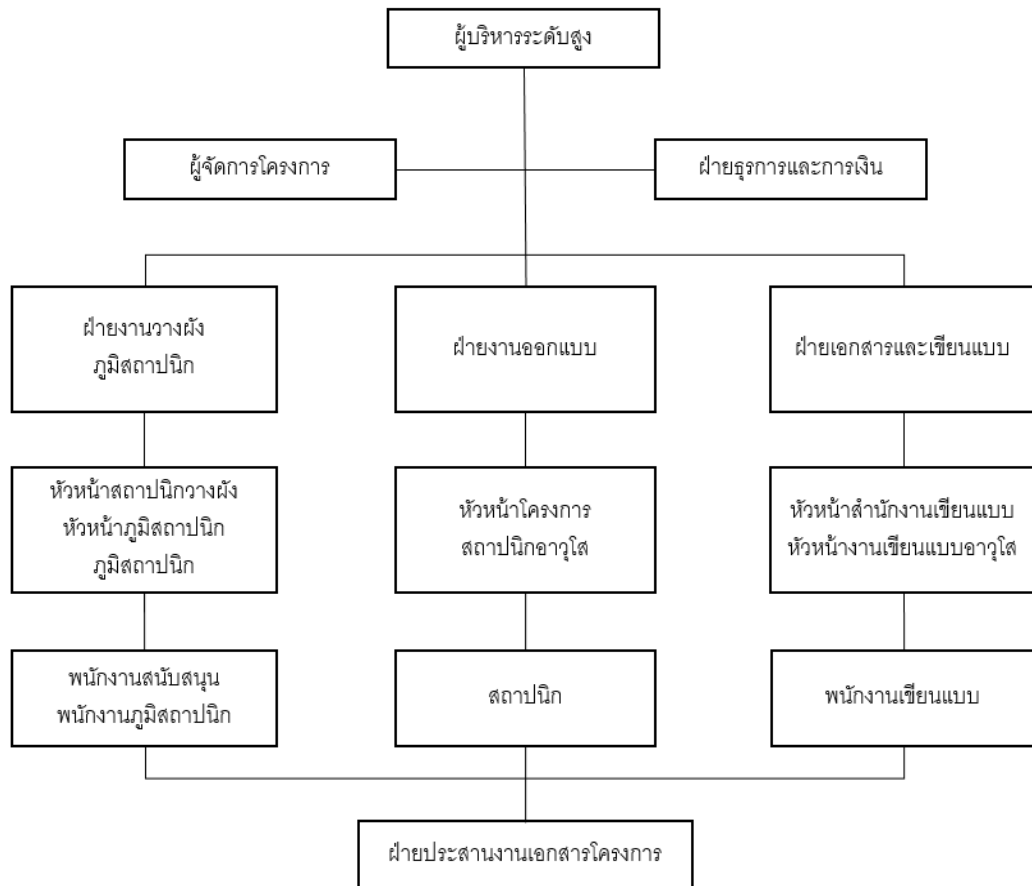 ผู้บริหารระดับสูง
ผู้จัดการโครงการ
ฝ่ายธุรการและการเงิน
ฝ่ายงานวางผัง
ภูมิสถาปนิก
ฝ่ายงานออกแบบ
ฝ่ายเอกสารและเขียนแบบ
หัวหน้าสถาปนิกวางผัง
หัวหน้าภูมิสถาปนิก
ภูมิสถาปนิก
หัวหน้าโครงการ
สถาปนิกอาวุโส
หัวหน้าสำนักงานเขียนแบบ
หัวหน้างานเขียนแบบอาวุโส
พนักงานสนับสนุน
พนักงานภูมิสถาปนิก
สถาปนิก
พนักงานเขียนแบบ
ฝ่ายประสานงานเอกสารโครงการ